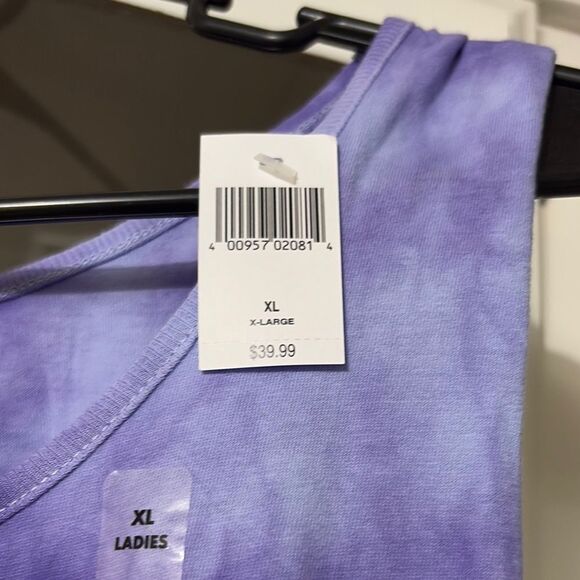 4 00957 02081 4
XL
X-LARGE
$39.99
XL
LADIES